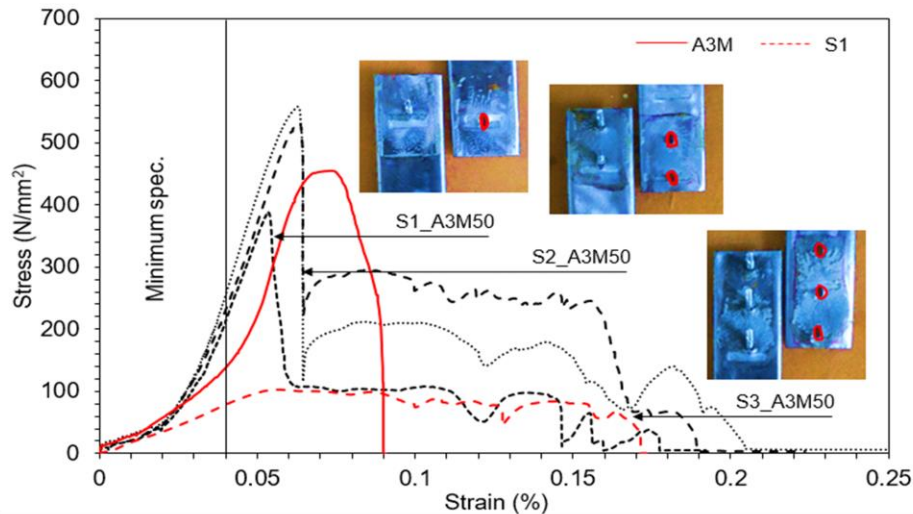 700
600
500
400
300
200
100
0
Stress (N/mm²)
Minimum spec.
A3M
S1
S1_A3M50
S2_A3M50
S3_A3M50
0 0.05 0.10 0.15 0.2 0.25
Strain (%)